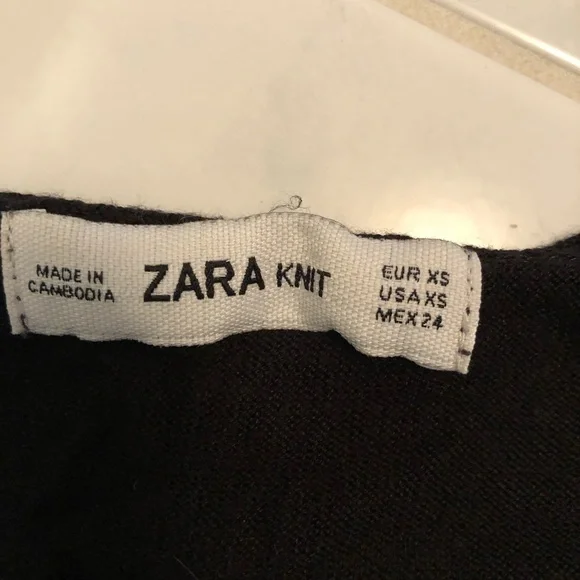 MADE IN
CAMBODIA
ZARA KNIT
EUR XS
USA XS
MEX 24